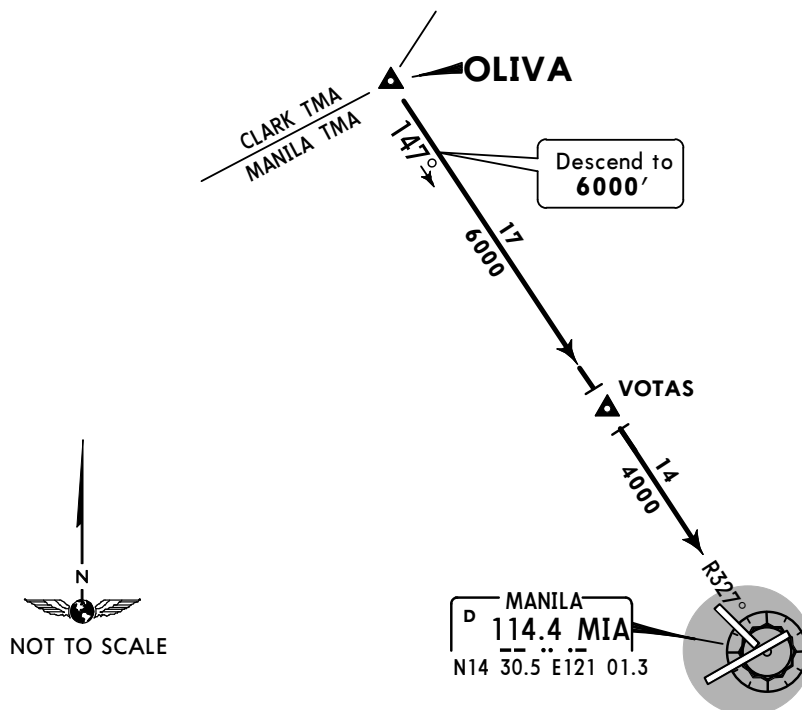 OLIVA
CLARK TMA
MANILA TMA
147°
Descend to
6000′
17
6000
VOTAS
14
4000
R327°
N
NOT TO SCALE
MANILA
D 114.4 MIA
N14 30.5 E121 01.3